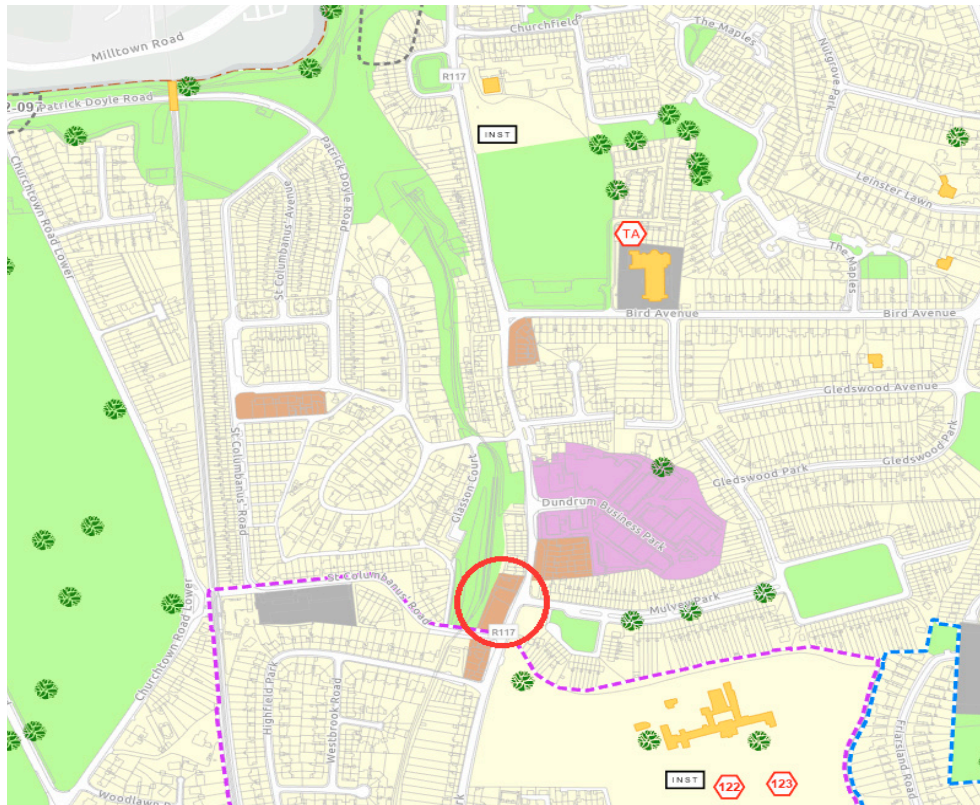 Churchfield
The Maples
Milltown Road
Nutgrove Park
R117
2-097
Patrick Doyle Road
INST
Patrick Doyle Road
Leinster Lawn
St Columbanus' Avenue
Churchtown Road Lower
TA
The Maples
Bird Avenue
Bird Avenue
Gledswood Avenue
St Columbanus' Road
Glasson Court
Gledswood Park
Gledswood Park
Dundrum Business Park
St Columbanus' Road
Mulvey Park
R117
Churchtown Road Lower
Highfield Park
Westbrook Road
Friarsland Road
INST
122
123
Woodlawn P